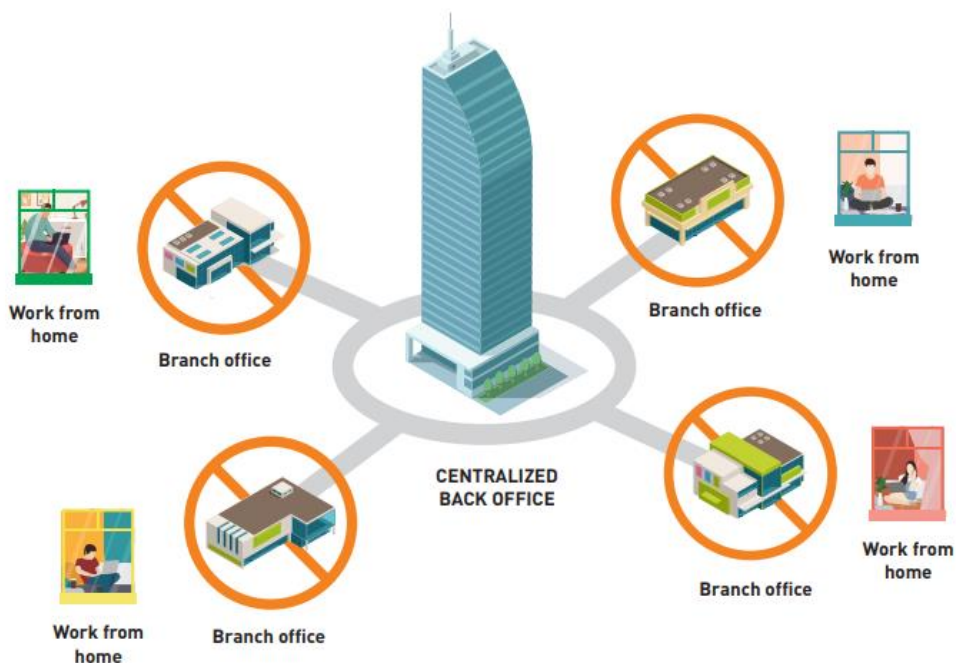 Work from
home
Branch office
Branch office
Work from
home
CENTRALIZED
BACK OFFICE
Work from
home
Branch office
Branch office
Work from
home